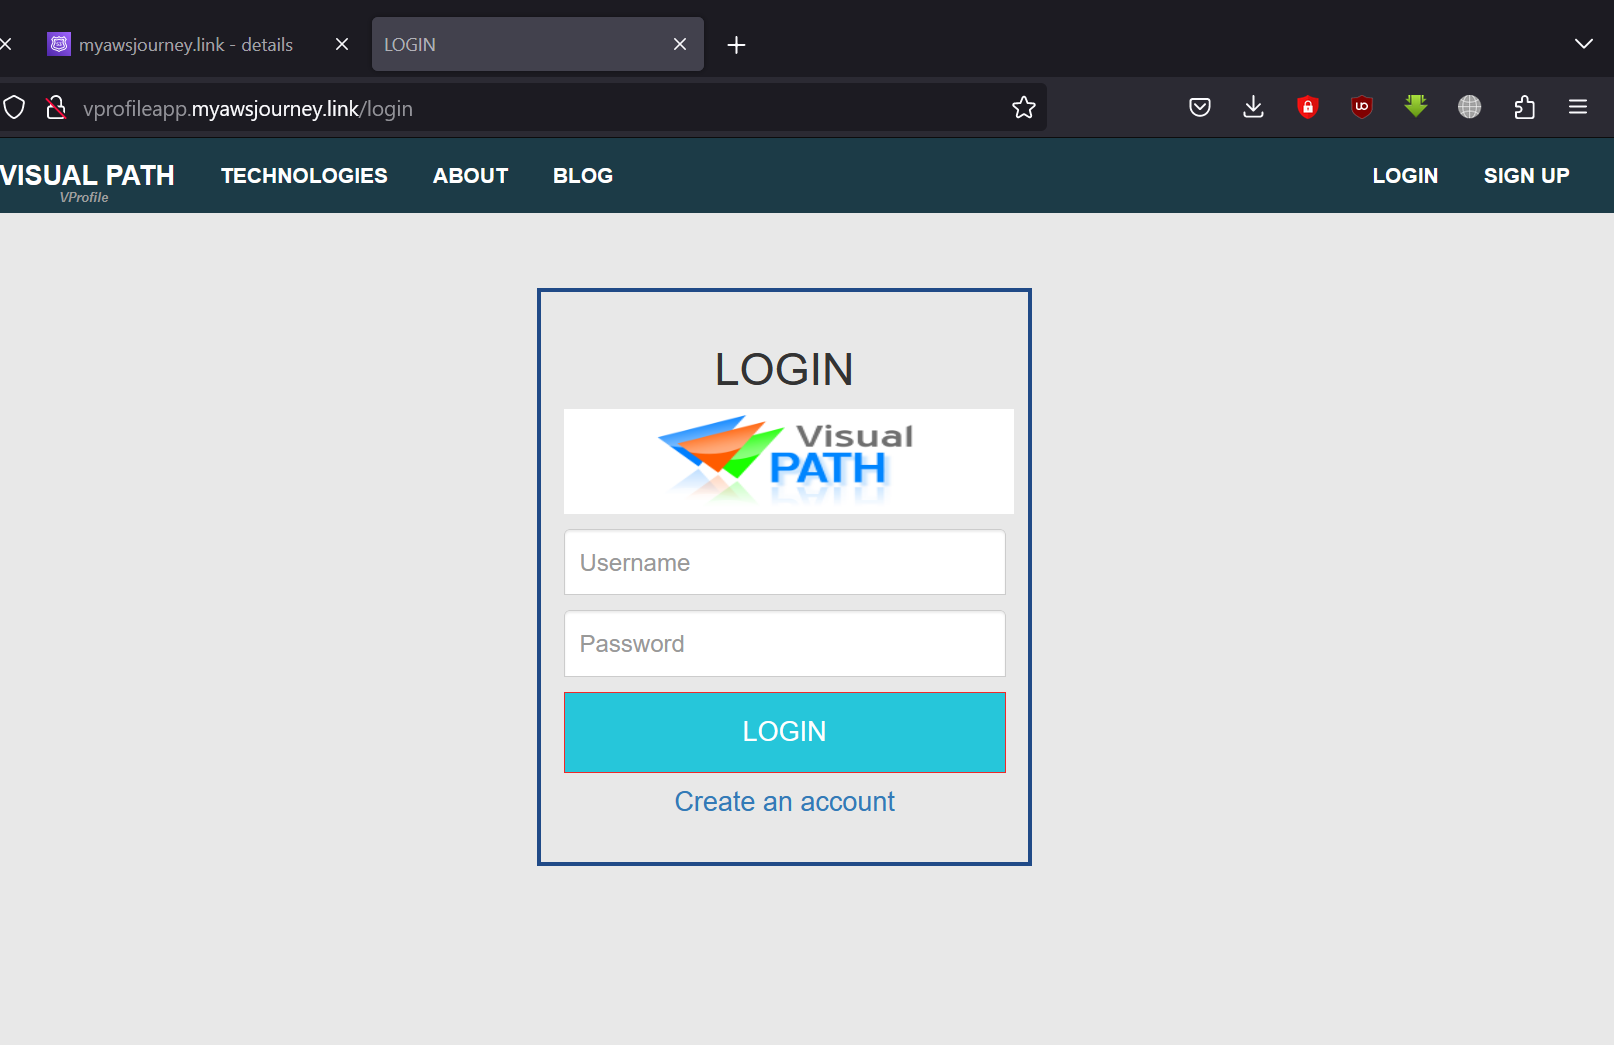 myawsjourney.link - details
LOGIN
vprofileapp.myawsjourney.link/login
VISUAL PATH
VProfile
TECHNOLOGIES
ABOUT
BLOG
LOGIN
SIGN UP
LOGIN
Visual
PATH
Username
Password
LOGIN
Create an account